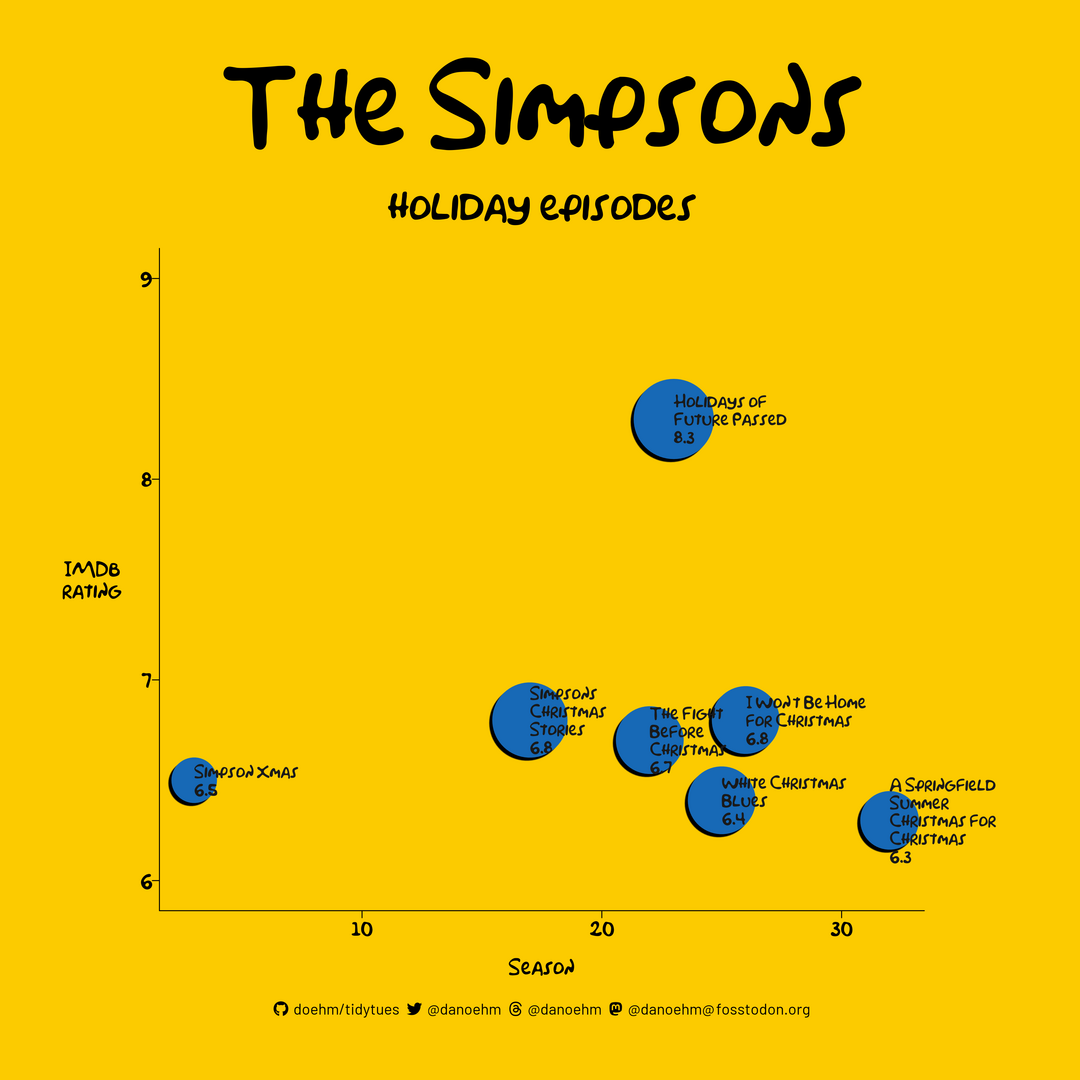 The Simpsons
Holiday episodes
9
8
7
6
IMDB
rating
Holidays of
Future Passed
8.3
Simpsons
Christmas
Stories
6.8
The Fight
Before
Christmas
6.7
I Won't Be Home
For Christmas
6.8
Simpson Xmas
6.5
White Christmas
Blues
6.4
A Springfield
Summer
Christmas For
Christmas
6.3
10
20
30
Season
doehm/tidytues @danoehm @danoehm @danoehm@fosstodon.org